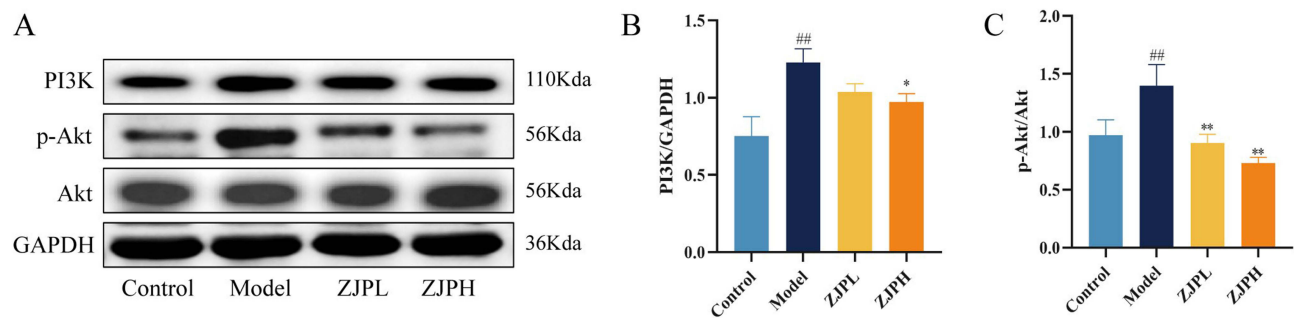 A
PI3K
110Kda
p-Akt
56Kda
Akt
56Kda
GAPDH
36Kda
Control Model ZJPL ZJPH
B
PI3K/GAPDH
1.5
1.0
0.5
0.0
##
*
Control
Model
ZJPL
ZJPH
C
p-Akt/Akt
2.0
1.5
1.0
0.5
0.0
##
**
**
Control
Model
ZJPL
ZJPH